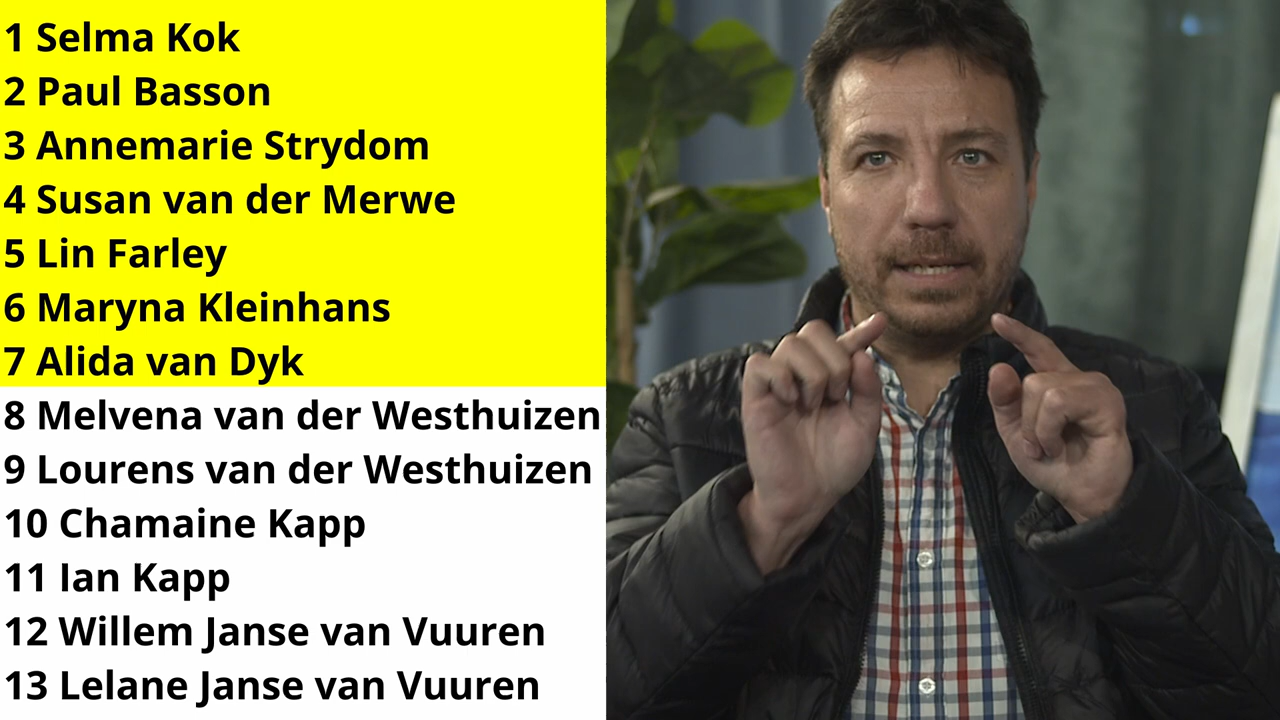 1 Selma Kok
2 Paul Basson
3 Annemarie Strydom
4 Susan van der Merwe
5 Lin Farley
6 Maryna Kleinhans
7 Alida van Dyk
8 Melvena van der Westhuizen
9 Lourens van der Westhuizen
10 Chamaine Kapp
11 Ian Kapp
12 Willem Janse van Vuuren
13 Lelane Janse van Vuuren